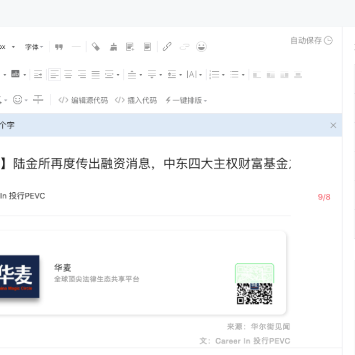 px 字体
自动保存
编辑源代码 插入代码 一键排版
个字
】陆金所再度传出融资消息，中东四大主权财富基金
In 投行PEVC 9/8
华麦
华麦
全球顶尖法律生态共享平台
来源：华尔街见闻
文：Career In 投行PEVC